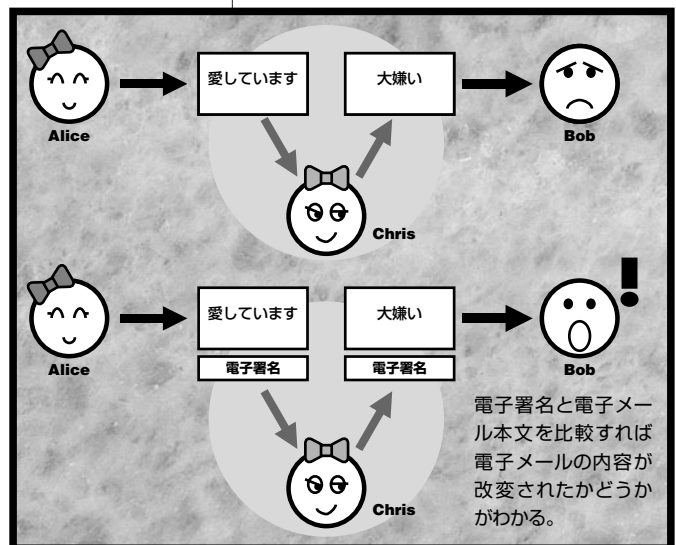 愛しています
大嫌い
Alice
Bob
Chris
!
愛しています
大嫌い
電子署名
電子署名
Alice
Bob
Chris
電子署名と電子メー
ル本文を比較すれば
電子メールの内容が
改変されたかどうか
がわかる。